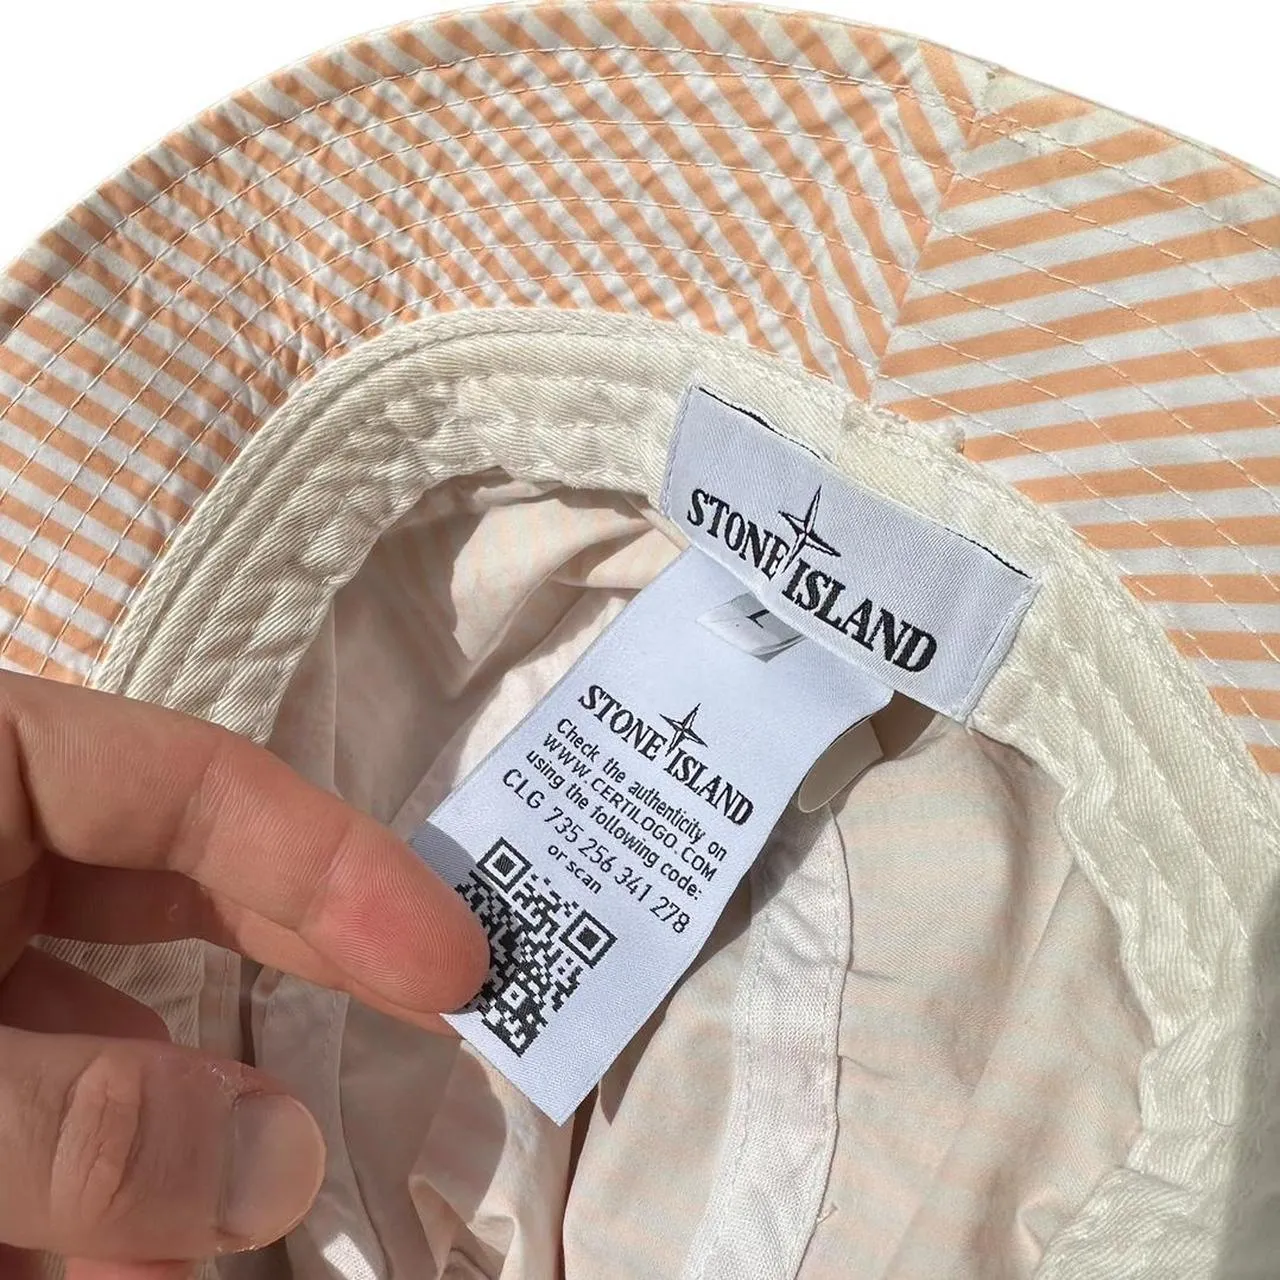 STONE ISLAND
L
STONE ISLAND
Check the authenticity on
WWW.CERTILOGO.COM
using the following code:
CLG 735 256 341 278
or scan